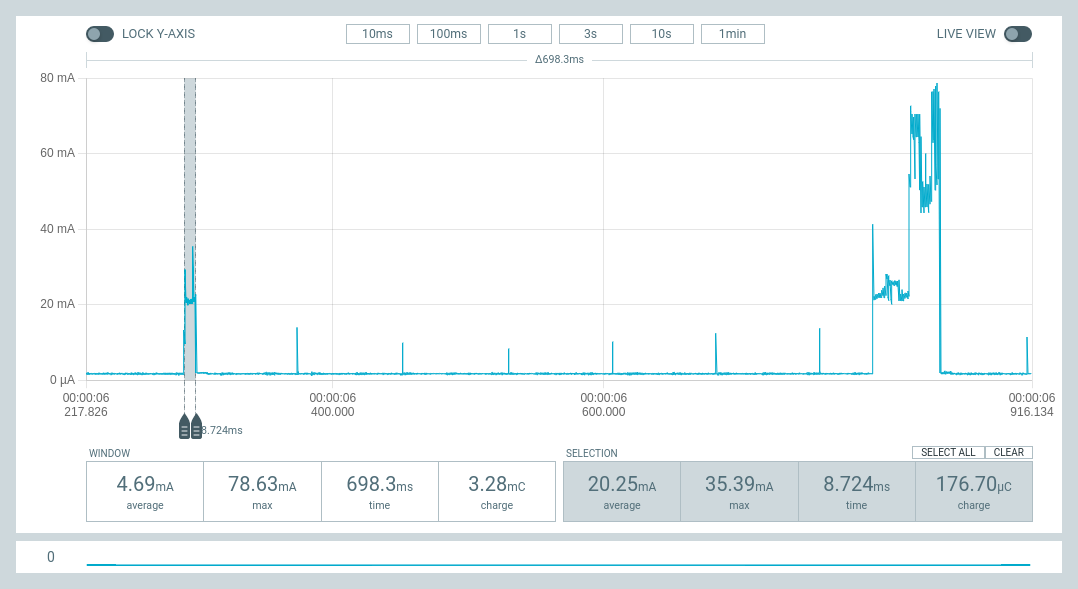 LOCK Y-AXIS 10ms 100ms 1s 3s 10s 1min LIVE VIEW
Δ698.3ms
80 mA
60 mA
40 mA
20 mA
0 µA
00:00:06 00:00:06 00:00:06 00:00:06
217.826 400.000 600.000 916.134
8.724ms
WINDOW SELECTION SELECT ALL CLEAR
4.69mA 78.63mA 698.3ms 3.28mC 20.25mA 35.39mA 8.724ms 176.70µC
average max time charge average max time charge
0